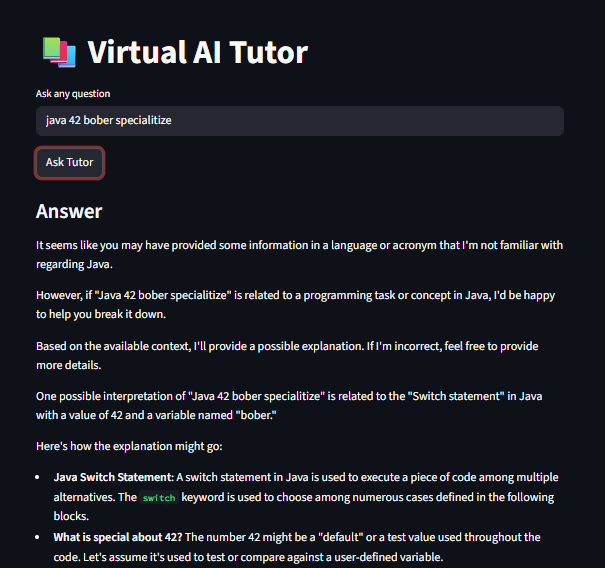 Virtual AI Tutor
Ask any question
java 42 bober specialitize
Ask Tutor
Answer
It seems like you may have provided some information in a language or acronym that I'm not familiar with
regarding Java.
However, if "Java 42 bober specialitize" is related to a programming task or concept in Java, I'd be happy
to help you break it down.
Based on the available context, I'll provide a possible explanation. If I'm incorrect, feel free to provide
more details.
One possible interpretation of "Java 42 bober specialitize" is related to the "Switch statement" in Java
with a value of 42 and a variable named "bober."
Here's how the explanation might go:
• Java Switch Statement: A switch statement in Java is used to execute a piece of code among multiple
alternatives. The switch keyword is used to choose among numerous cases defined in the following
blocks.
• What is special about 42? The number 42 might be a "default" or a test value used throughout the
code. Let's assume it's used to test or compare against a user-defined variable.